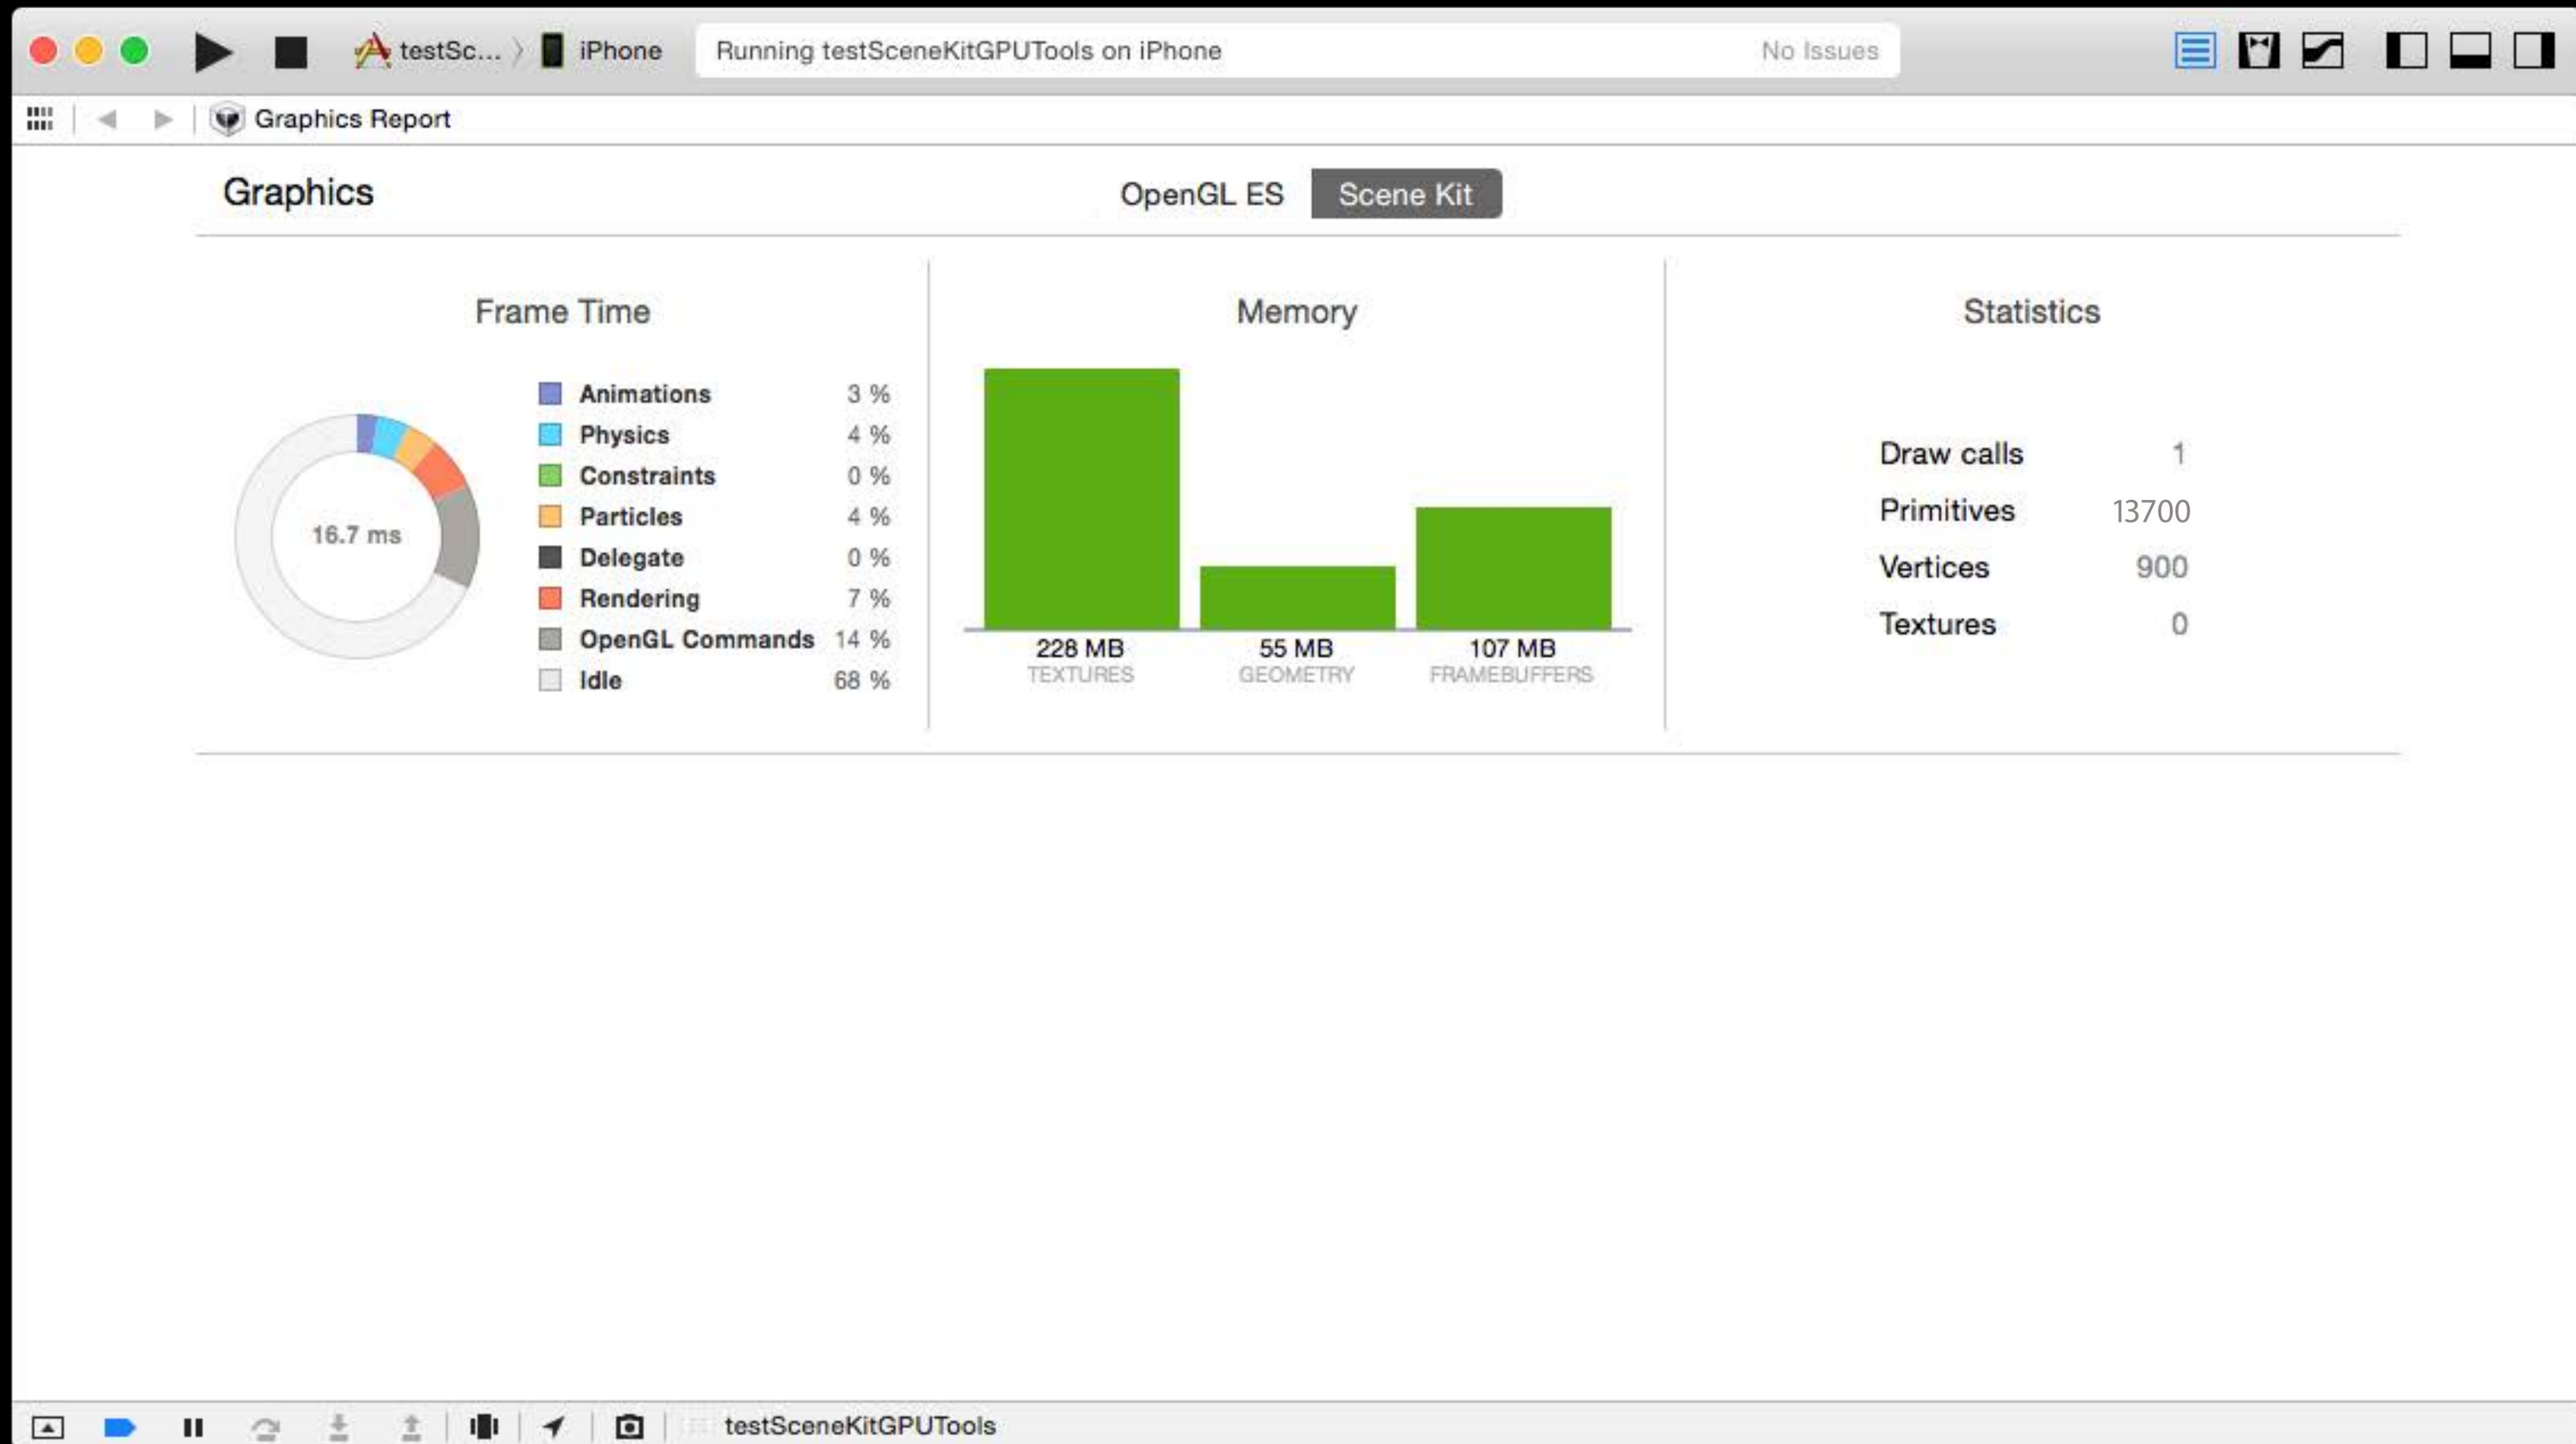 testSc... 〉 iPhone Running testSceneKitGPUTools on iPhone No Issues
Graphics Report
Graphics OpenGL ES Scene Kit
Frame Time
16.7 ms
Animations 3 %
Physics 4 %
Constraints 0 %
Particles 4 %
Delegate 0 %
Rendering 7 %
OpenGL Commands 14 %
Idle 68 %
Memory
228 MB 55 MB 107 MB
TEXTURES GEOMETRY FRAMEBUFFERS
Statistics
Draw calls 1
Primitives 13700
Vertices 900
Textures 0
testSceneKitGPUTools